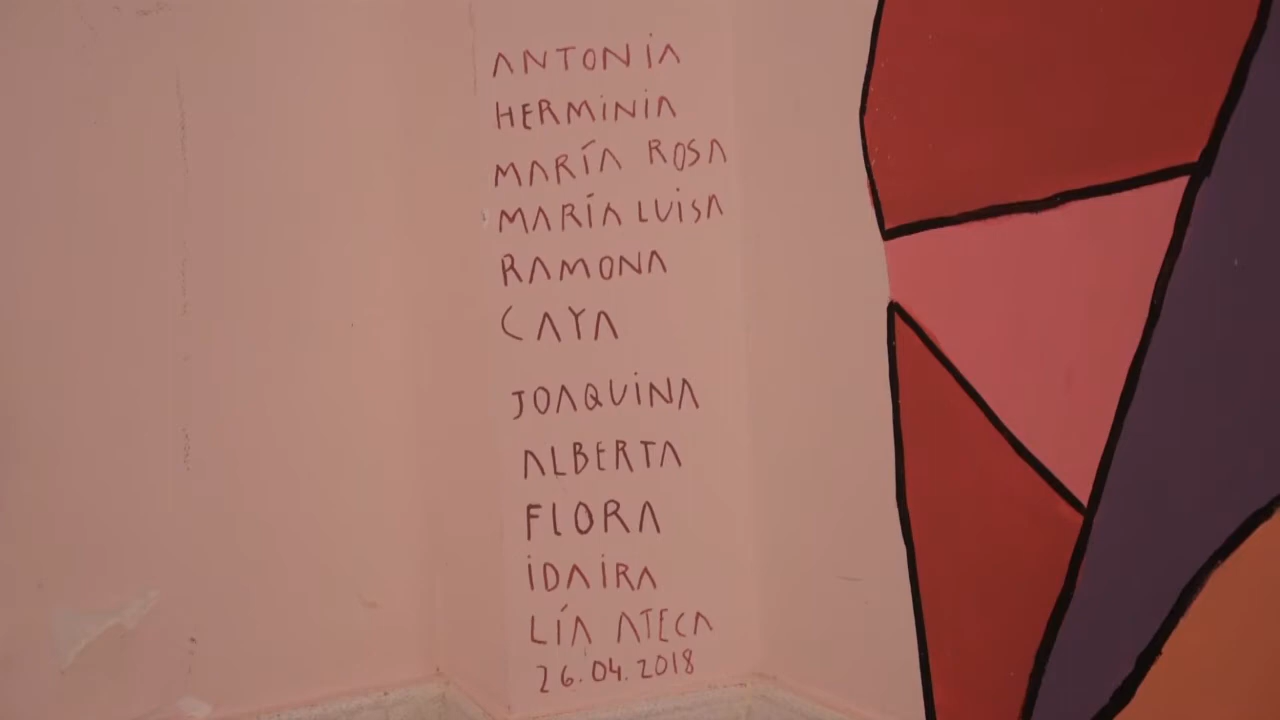 ANTONiA
HERMiNiA
MARÍA ROSA
MARÍA LUiSA
RAMONA
CAYA
JOAQUiNA
ALBERTA
FLORA
iDAiRA
LÍA ATECA
26.04.2018